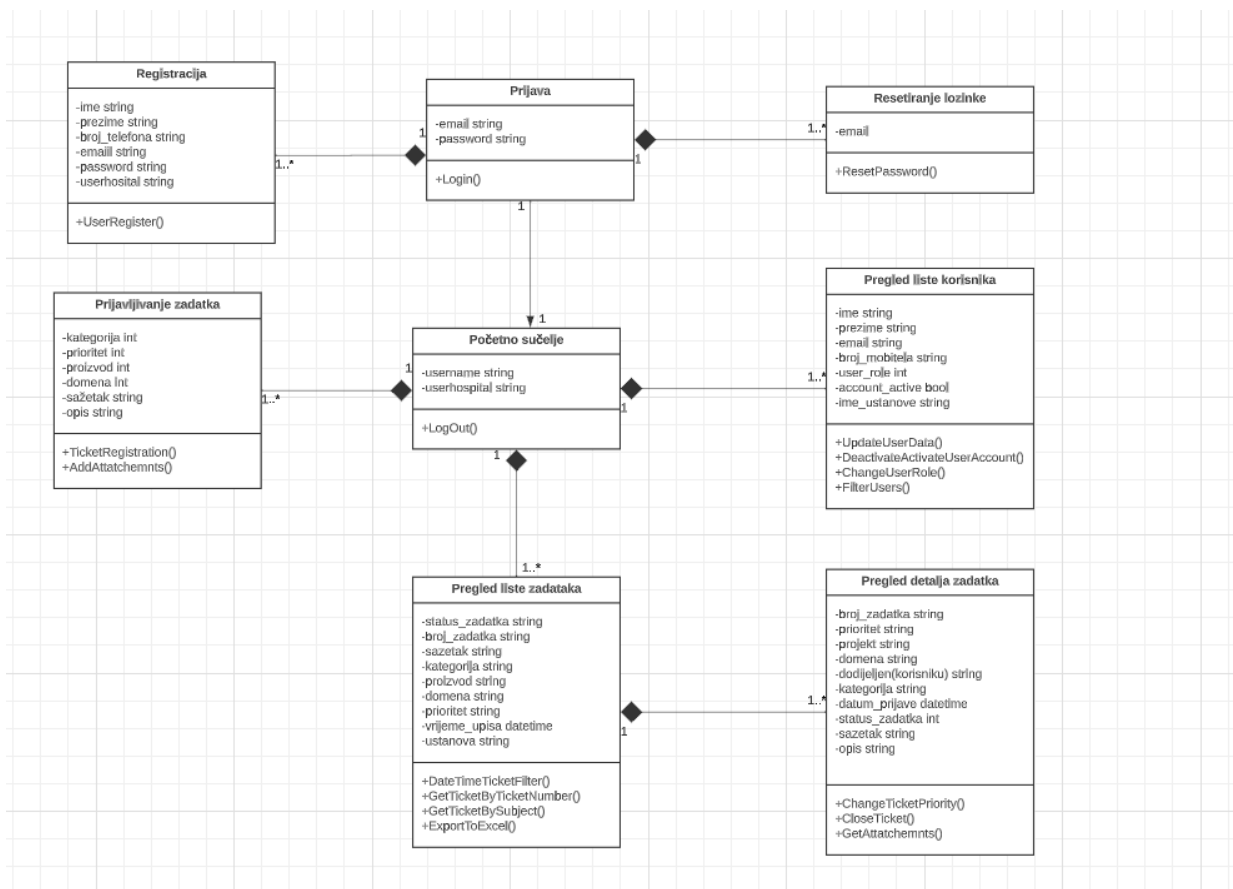 Registracija
-ime string
-prezime string
-broj_telefona string
-emaiil string
-password string
-userhosital string
+UserRegister()
1..*
1
Prijava
-email string
-password string
+Login()
1
1..*
1
Resetiranje lozinke
-email
+ResetPassword()
1
Prijavljivanje zadatka
-kategorija int
-prioritet int
-proizvod int
-domena int
-sažetak string
-opis string
+TicketRegistration()
+AddAttatchemnts()
1..*
1
Početno sučelje
-username string
-userhospital string
+LogOut()
1
1..*
Pregled liste korisnika
-ime string
-prezime string
-email string
-broj_mobitela string
-user_role int
-account_active bool
-ime_ustanove string
+UpdateUserData()
+DeactivateActivateUserAccount()
+ChangeUserRole()
+FilterUsers()
1
1..*
Pregled liste zadataka
-status_zadatka string
-broj_zadatka string
-sazetak string
-kategorija string
-proizvod string
-domena string
-prioritet string
-vrijeme_upisa datetime
-ustanova string
+DateTimeTicketFilter()
+GetTicketByTicketNumber()
+GetTicketBySubject()
+ExportToExcel()
1
1..*
Pregled detalja zadatka
-broj_zadatka string
-prioritet string
-projekt string
-domena string
-dodijeljen(korisniku) string
-kategorija string
-datum_prijave datetime
-status_zadatka int
-sazetak string
-opis string
+ChangeTicketPriority()
+CloseTicket()
+GetAttatchemnts()